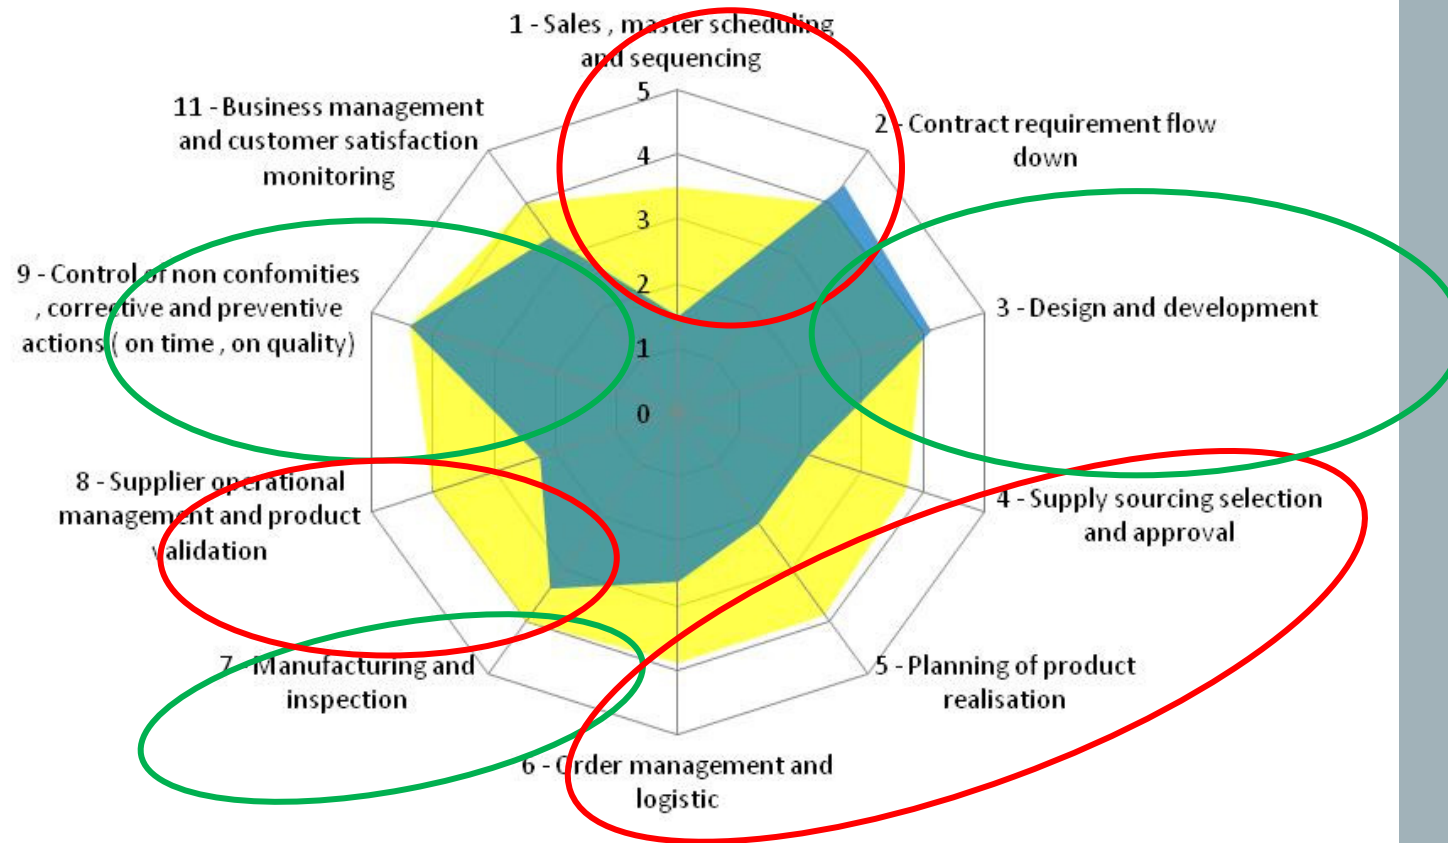 1 - Sales , master scheduling
and sequencing
2 - Contract requirement flow
down
3 - Design and development
4 - Supply sourcing selection
and approval
5 - Planning of product
realisation
6 - Order management and
logistic
7 - Manufacturing and
inspection
8 - Supplier operational
management and product
validation
9 - Control of non confomities
, corrective and preventive
actions ( on time , on quality)
11 - Business management
and customer satisfaction
monitoring
5
4
3
2
1
0